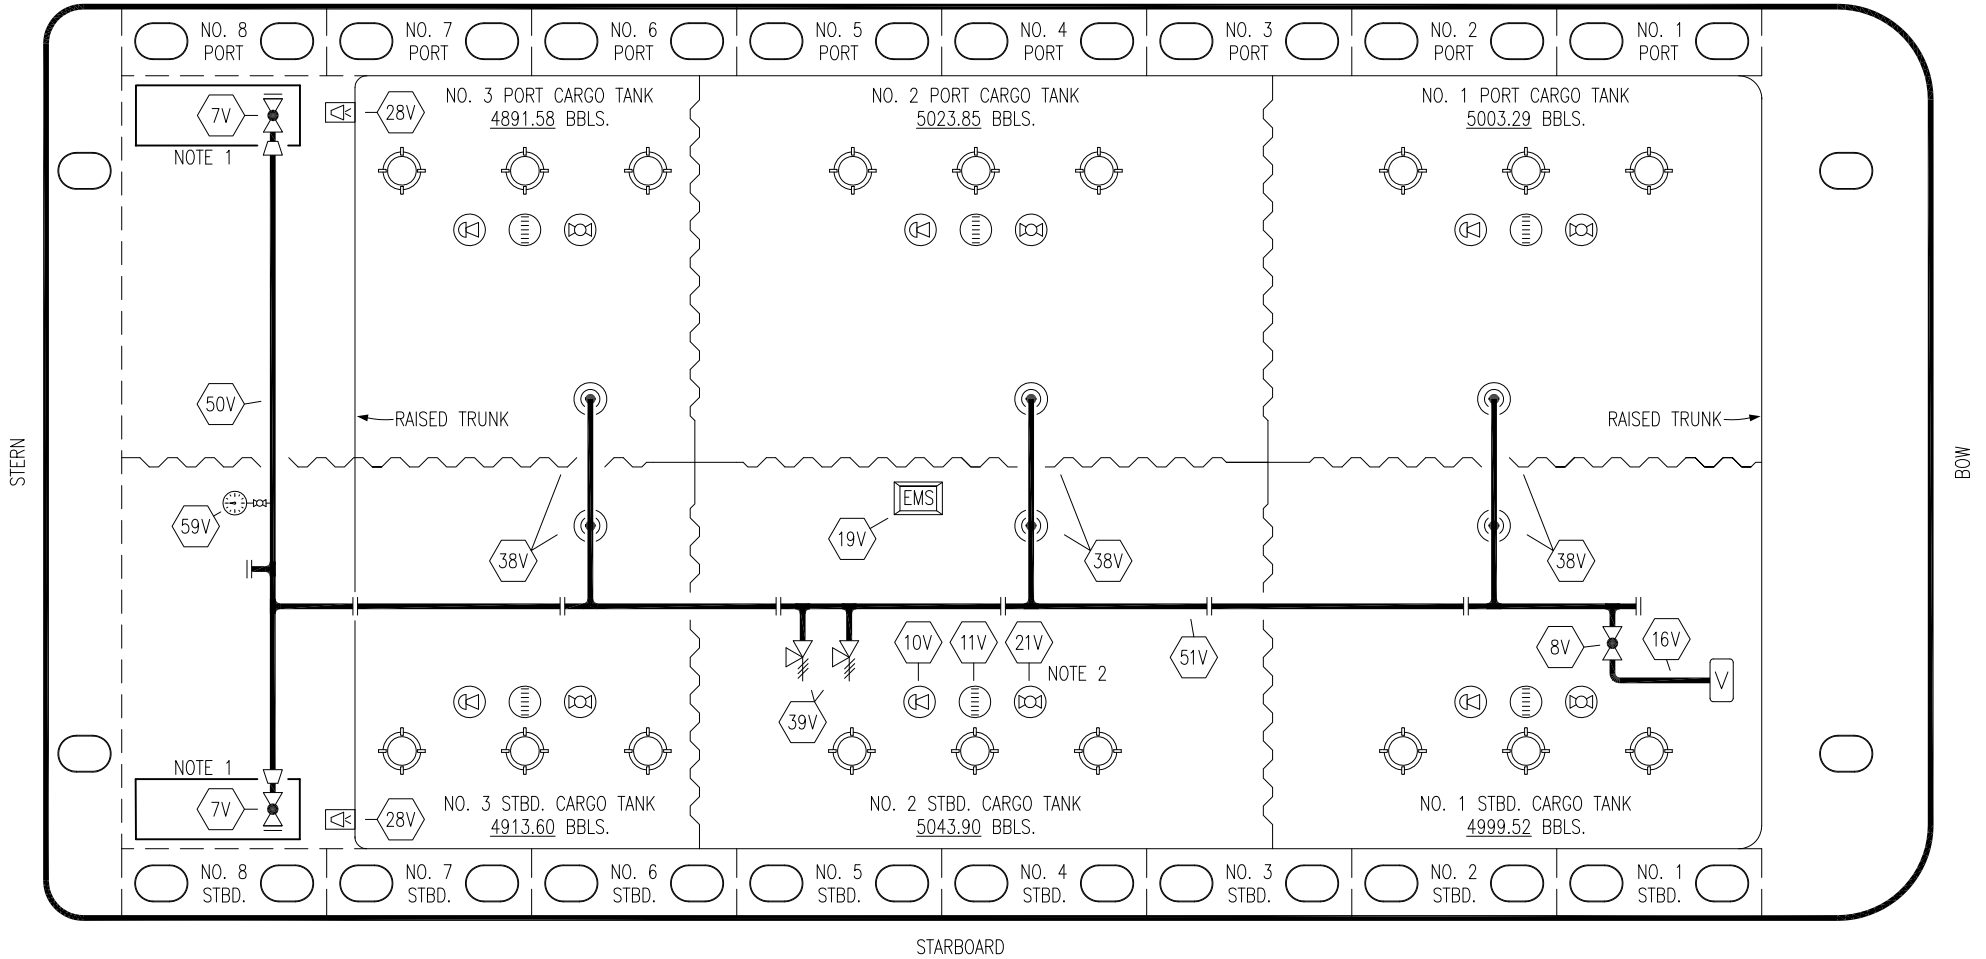 NO. 8
PORT
NO. 7
PORT
NO. 6
PORT
NO. 5
PORT
NO. 4
PORT
NO. 3
PORT
NO. 2
PORT
NO. 1
PORT
7V
NOTE 1
28V
NO. 3 PORT CARGO TANK
4891.58 BBLS.
NO. 2 PORT CARGO TANK
5023.85 BBLS.
NO. 1 PORT CARGO TANK
5003.29 BBLS.
50V
RAISED TRUNK
RAISED TRUNK
STERN
BOW
59V
38V
EMS
19V
38V
38V
10V
11V
21V
NOTE 2
51V
8V
16V
V
39V
NOTE 1
7V
28V
NO. 3 STBD. CARGO TANK
4913.60 BBLS.
NO. 2 STBD. CARGO TANK
5043.90 BBLS.
NO. 1 STBD. CARGO TANK
4999.52 BBLS.
NO. 8
STBD.
NO. 7
STBD.
NO. 6
STBD.
NO. 5
STBD.
NO. 4
STBD.
NO. 3
STBD.
NO. 2
STBD.
NO. 1
STBD.
STARBOARD